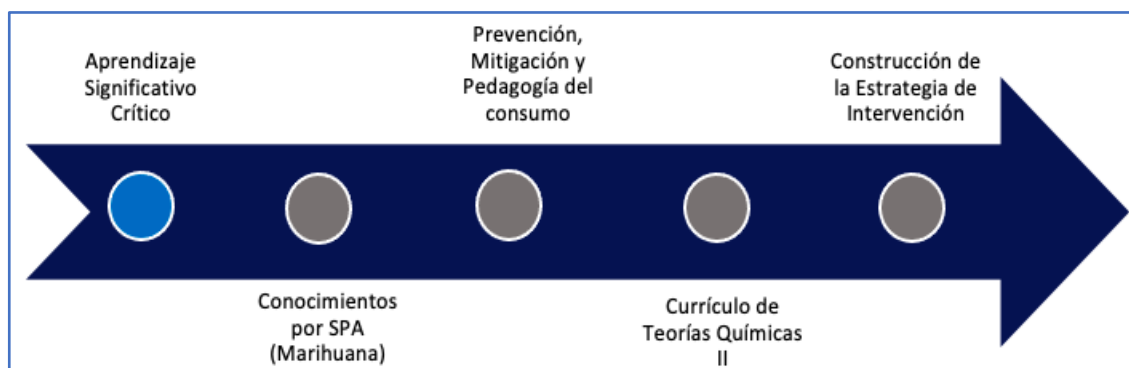 Aprendizaje
Significativo
Crítico
Conocimientos
por SPA
(Marihuana)
Prevención,
Mitigación y
Pedagogía del
consumo
Currículo de
Teorías Químicas
II
Construcción de
la Estrategia de
Intervención